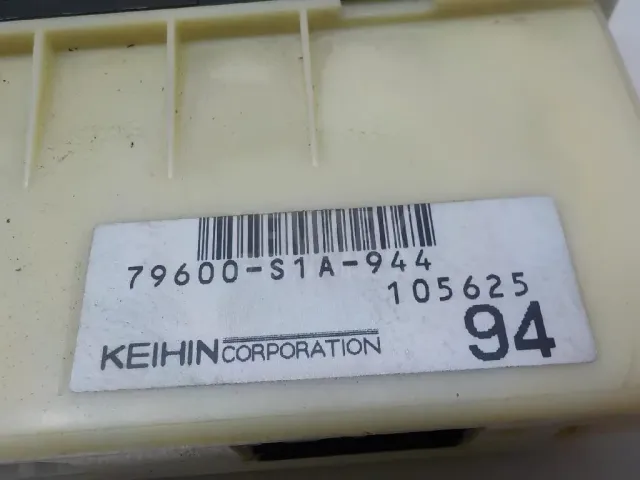 79600-S1A-944
105625
KEIHIN CORPORATION
94